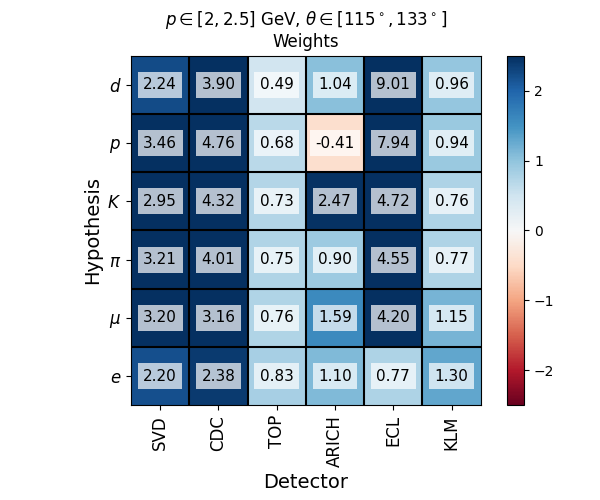 p ∈ [2, 2.5] GeV, θ ∈ [115°, 133°]
Weights
d 2.24 3.90 0.49 1.04 9.01 0.96
p 3.46 4.76 0.68 -0.41 7.94 0.94
K 2.95 4.32 0.73 2.47 4.72 0.76
π 3.21 4.01 0.75 0.90 4.55 0.77
μ 3.20 3.16 0.76 1.59 4.20 1.15
e 2.20 2.38 0.83 1.10 0.77 1.30
SVD CDC TOP ARICH ECL KLM
Detector
Hypothesis
2
1
0
−1
−2